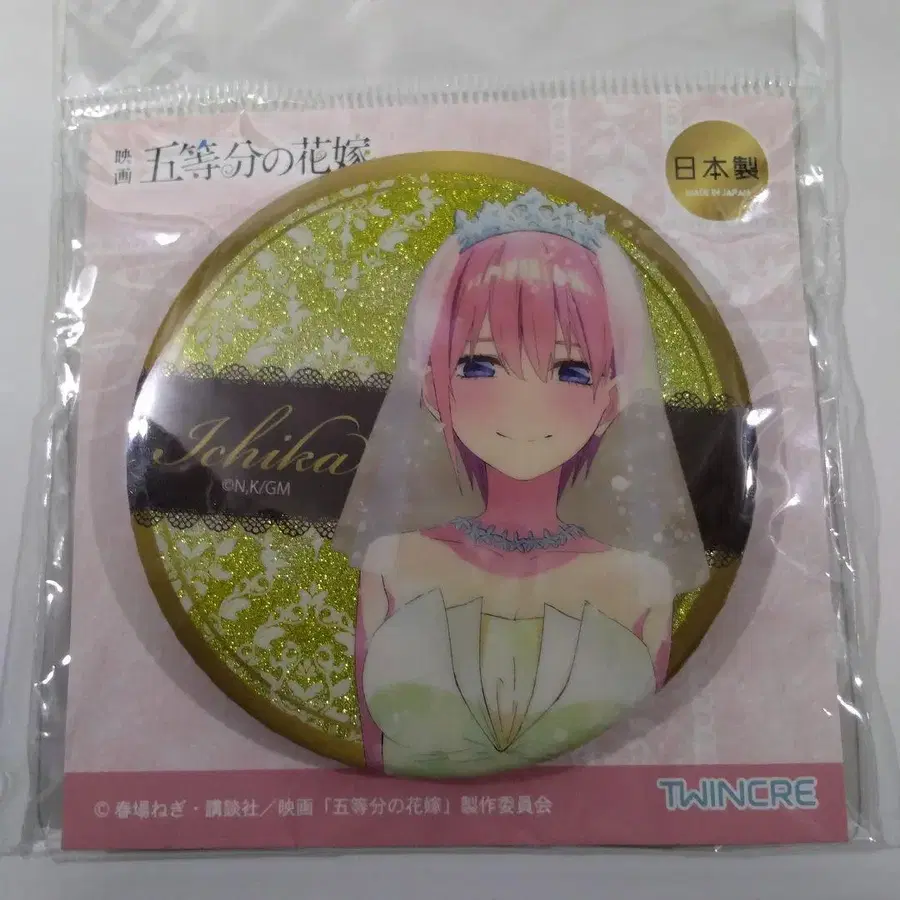 映画 五等分の花嫁
日本製
MADE IN JAPAN
Ichika
©N,K/GM
© 春場ねぎ・講談社／映画「五等分の花嫁」製作委員会
TWINCRE